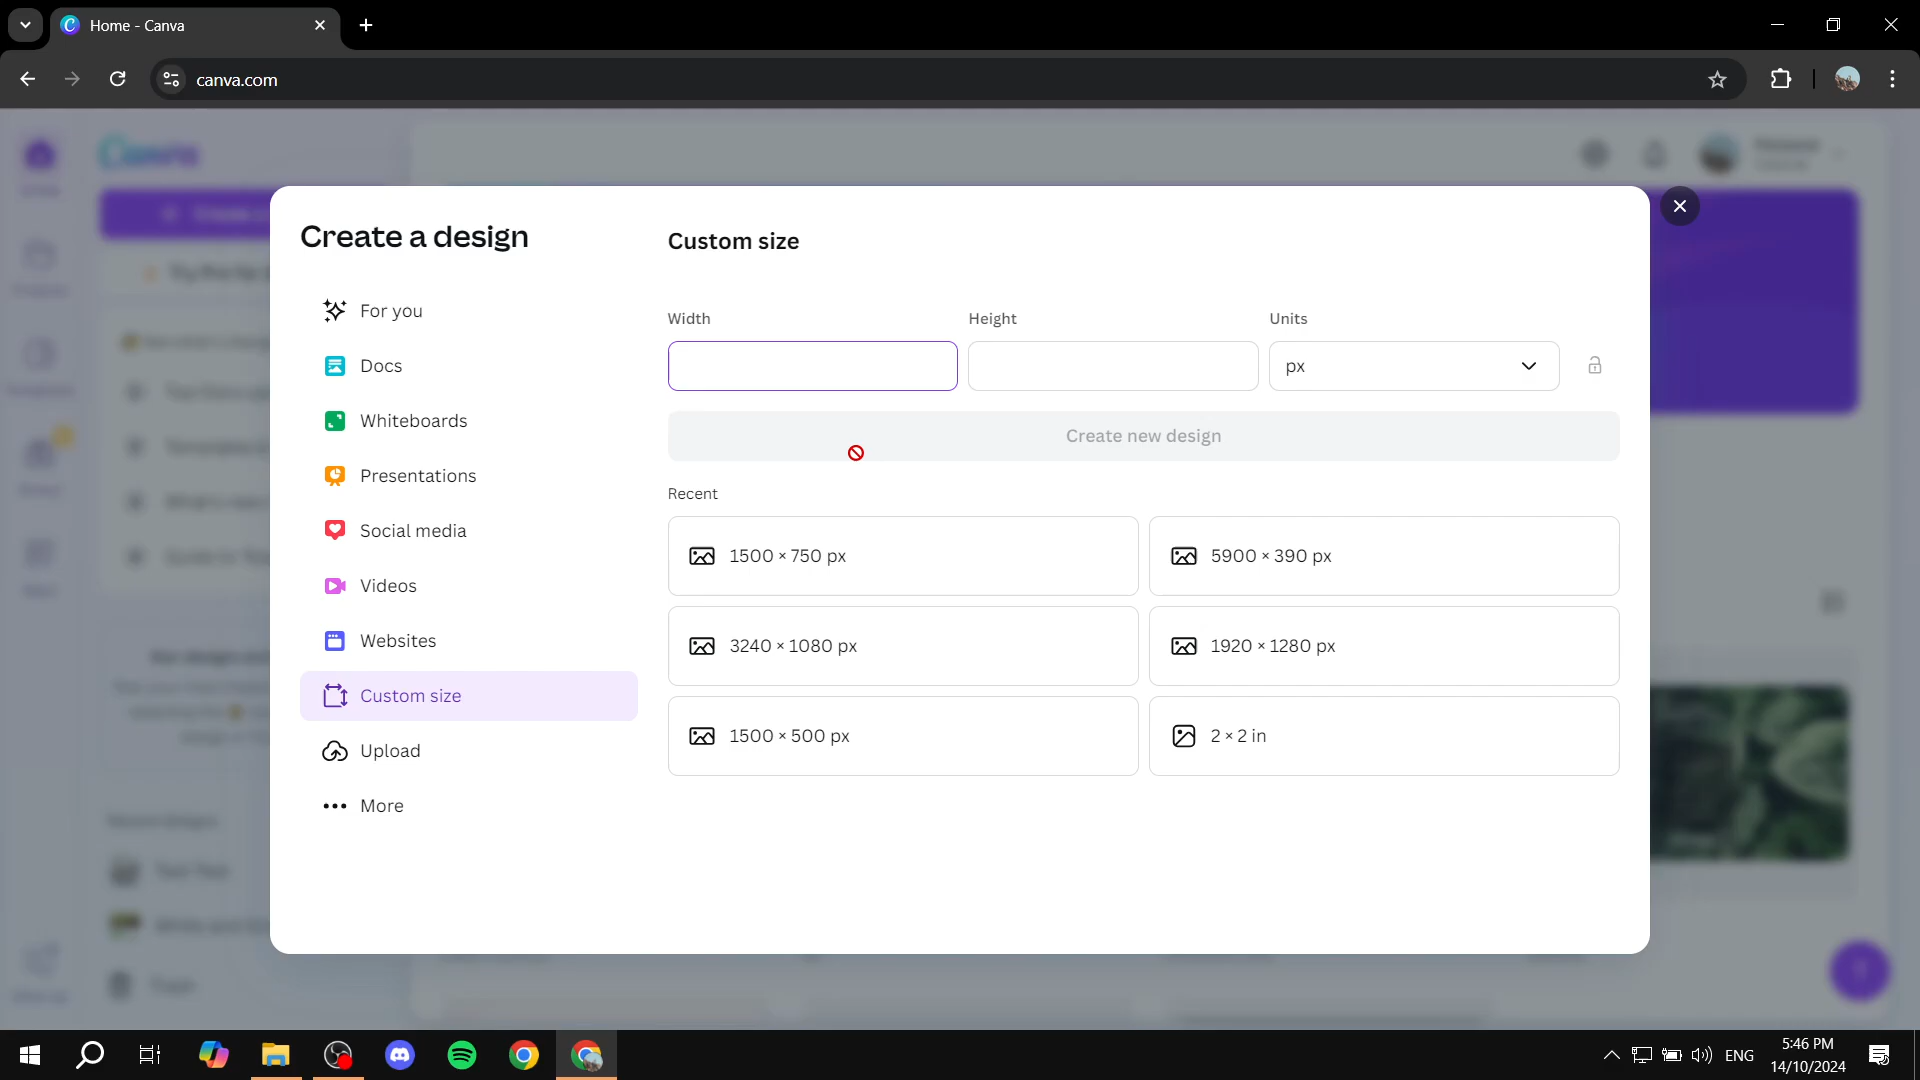 Home - Canva
canva.com
Canva
Create a design
For you
Docs
Whiteboards
Presentations
Social media
Videos
Websites
Custom size
Upload
More
Custom size
Width
Height
Units
px
Create new design
Recent
1500 × 750 px
5900 × 390 px
3240 × 1080 px
1920 × 1280 px
1500 × 500 px
2 × 2 in
ENG
5:46 PM
14/10/2024